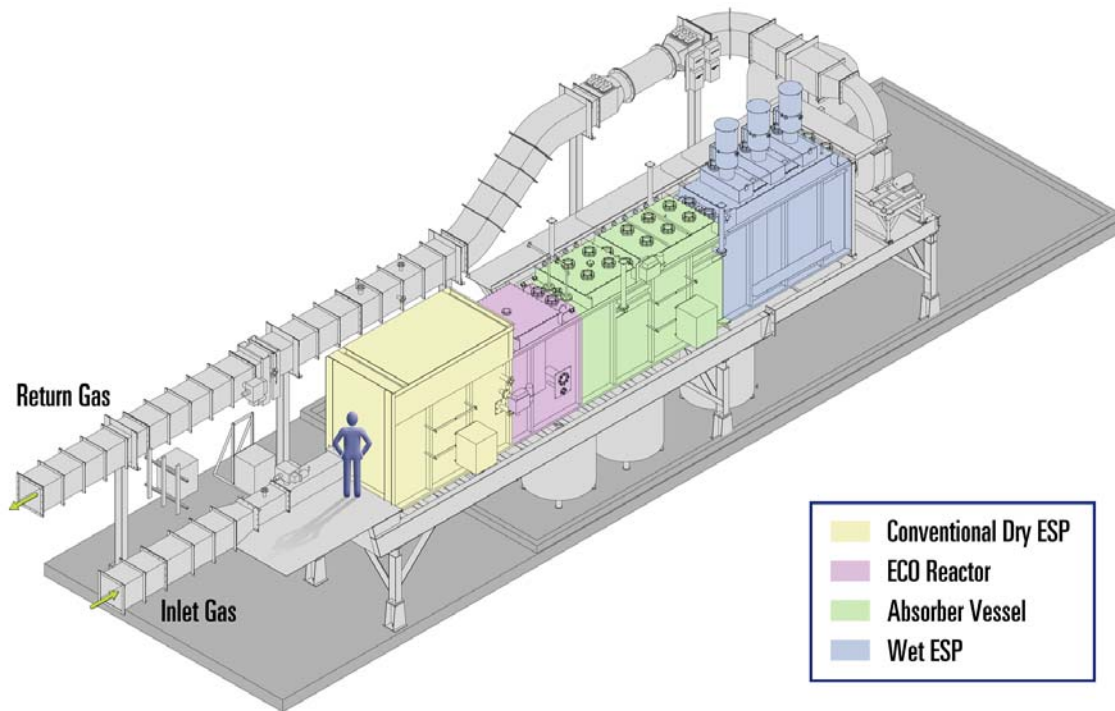 Return Gas
Inlet Gas
Conventional Dry ESP
ECO Reactor
Absorber Vessel
Wet ESP